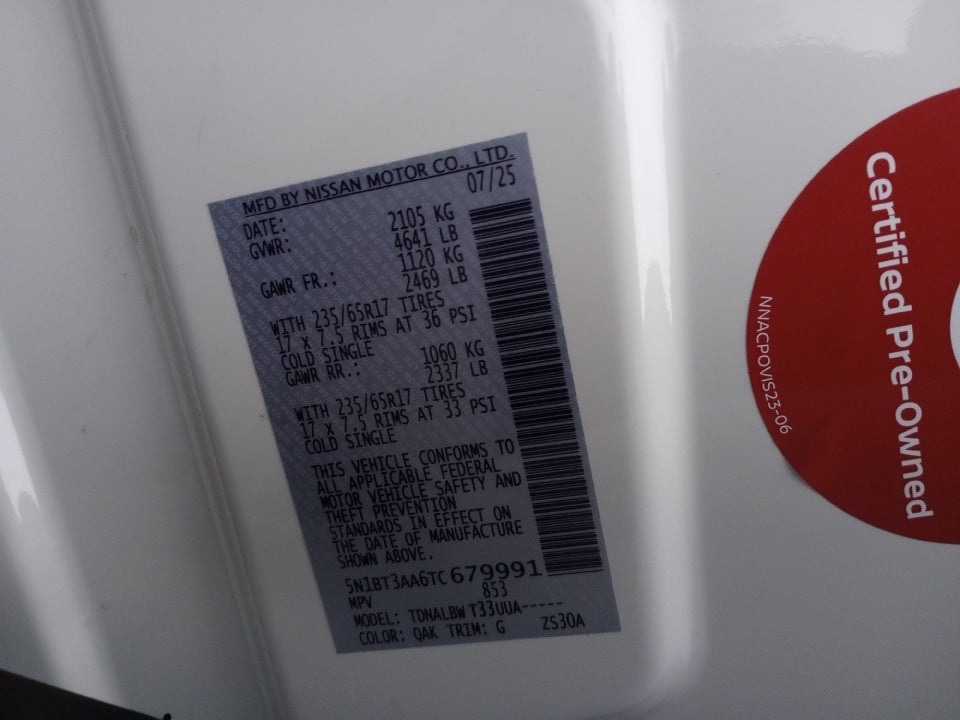 MFD BY NISSAN MOTOR CO., LTD.
DATE: 07/25
GVWR: 2105 KG
4641 LB
GAWR FR.: 1120 KG
2469 LB
WITH 235/65R17 TIRES
17 x 7.5 RIMS AT 36 PSI
COLD SINGLE
GAWR RR.: 1060 KG
2337 LB
WITH 235/65R17 TIRES
17 x 7.5 RIMS AT 33 PSI
COLD SINGLE
THIS VEHICLE CONFORMS TO
ALL APPLICABLE FEDERAL
MOTOR VEHICLE SAFETY AND
THEFT PREVENTION
STANDARDS IN EFFECT ON
THE DATE OF MANUFACTURE
SHOWN ABOVE.
5N1BT3AA6TC679991
MPV 853
MODEL: TDNALBWT33UUA-----
COLOR: QAK TRIM: G ZS30A
Certified Pre-Owned
NNACPOVIS23-06